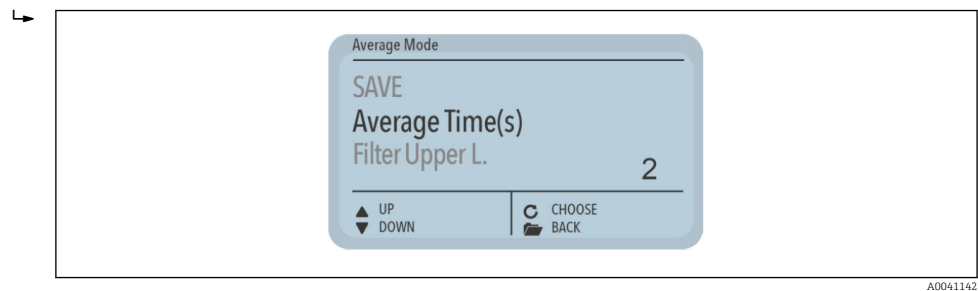 Average Mode
SAVE
Average Time(s)
Filter Upper L.
2
UP
DOWN
CHOOSE
BACK
A0041142